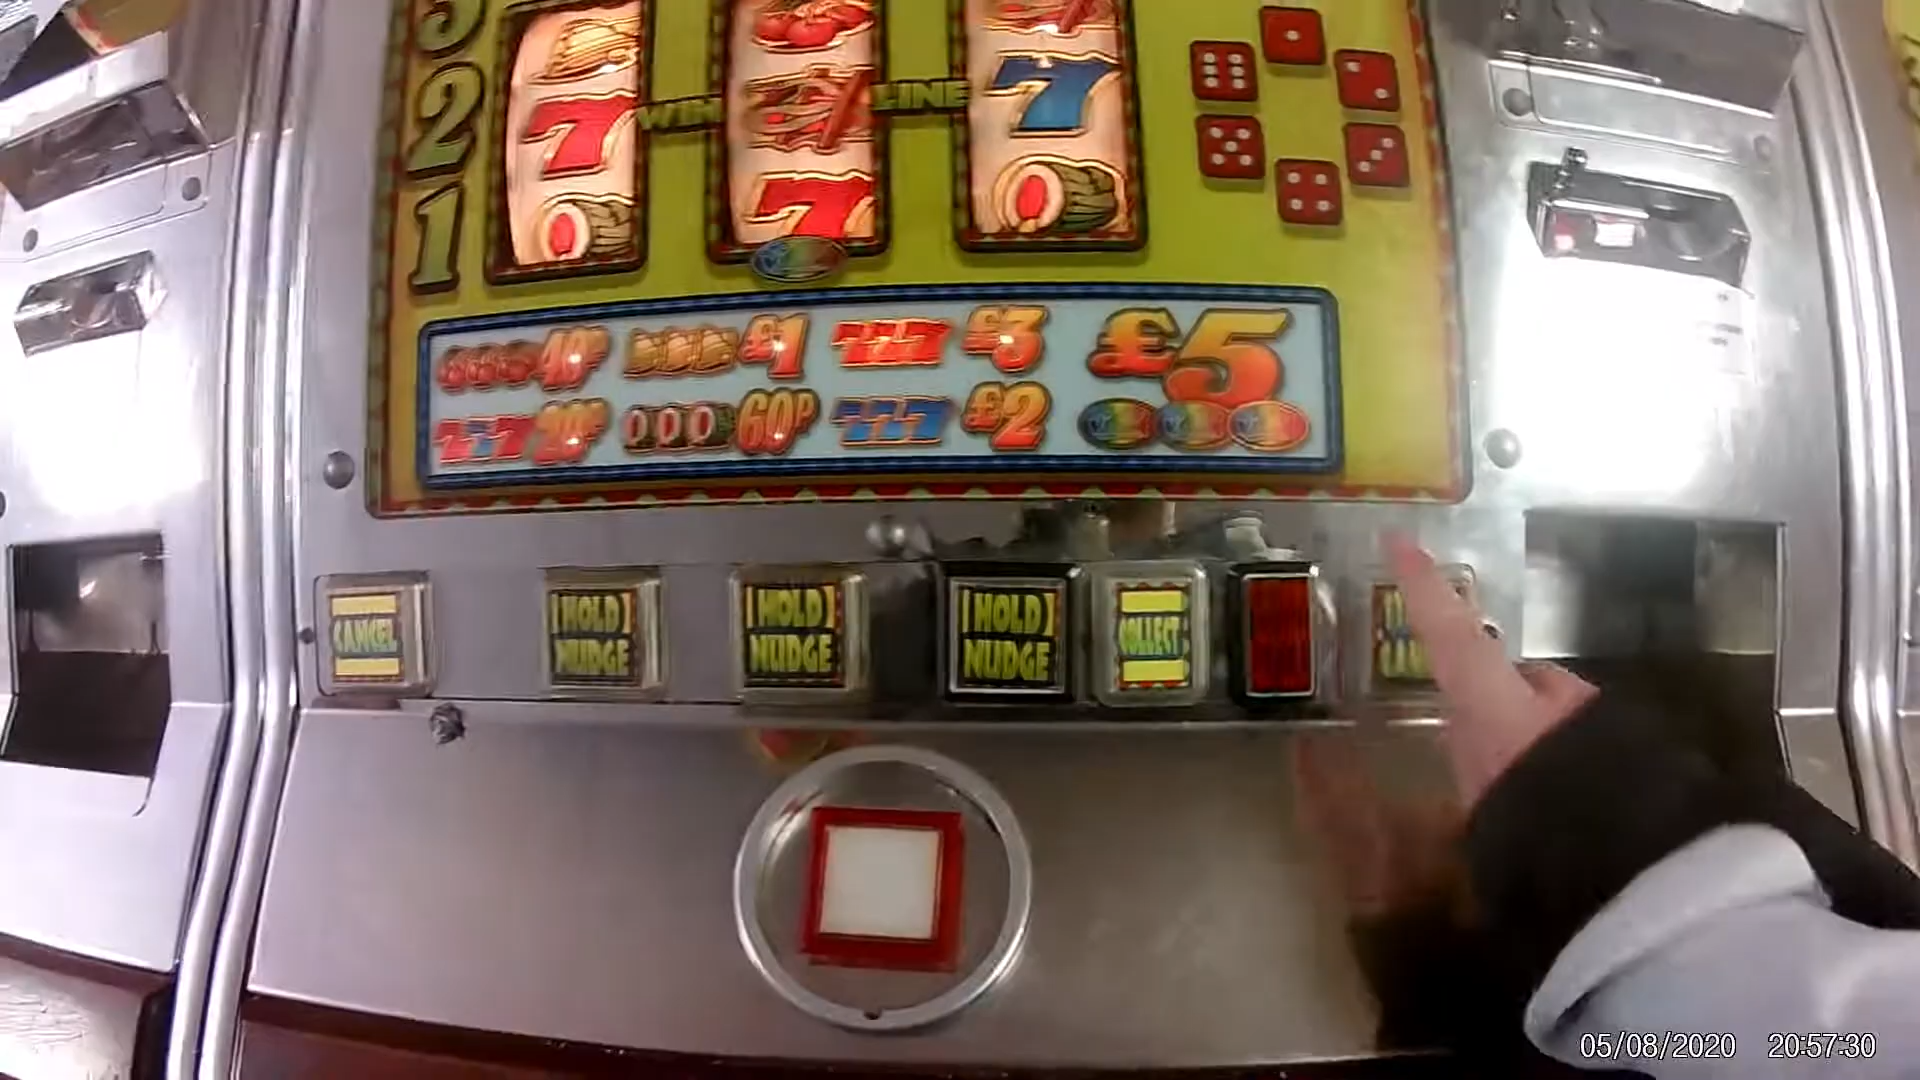 3
2
1
WIN LINE
40P £1 £3 £5
20P 60P £2
CANCEL
HOLD
NUDGE
HOLD
NUDGE
HOLD
NUDGE
COLLECT
05/08/2020 20:57:30